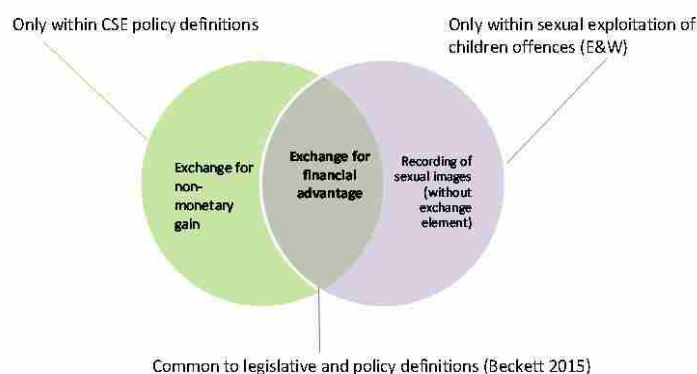 Only within CSE policy definitions
Only within sexual exploitation of
children offences (E&W)
Exchange for
non-
monetary
gain
Exchange for
financial
advantage
Recording of
sexual images
(without
exchange
element)
Common to legislative and policy definitions (Beckett 2015)